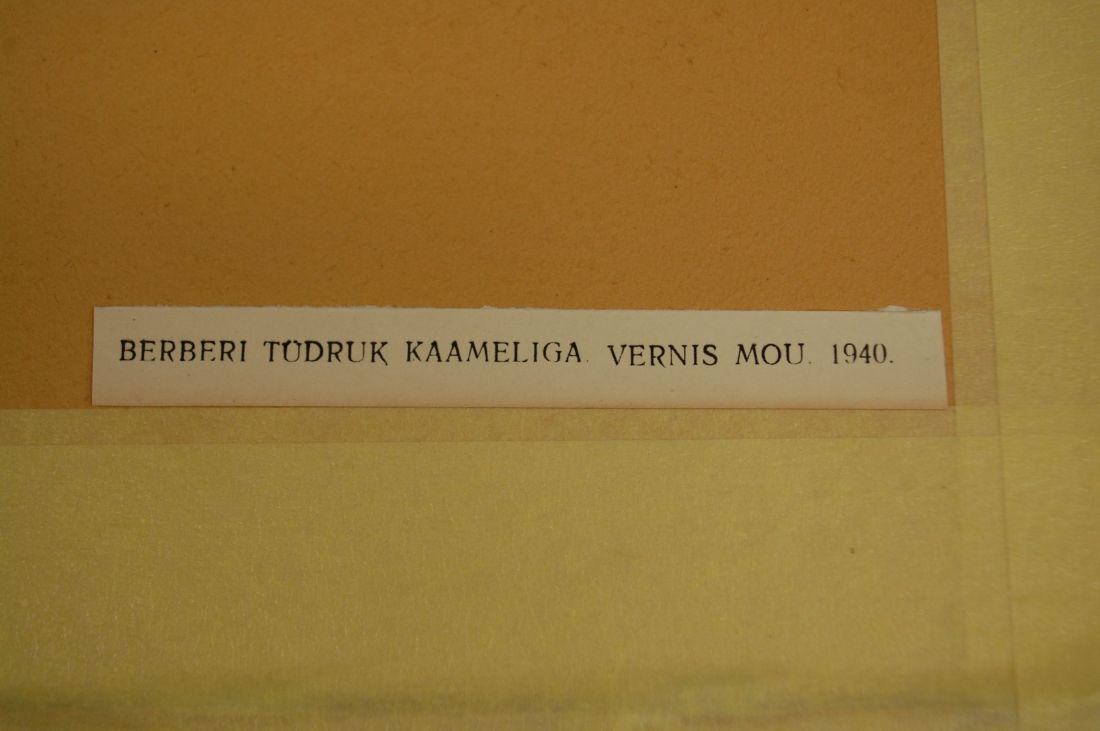 BERBERI TÜDRUK KAAMELIGA. VERNIS MOU. 1940.